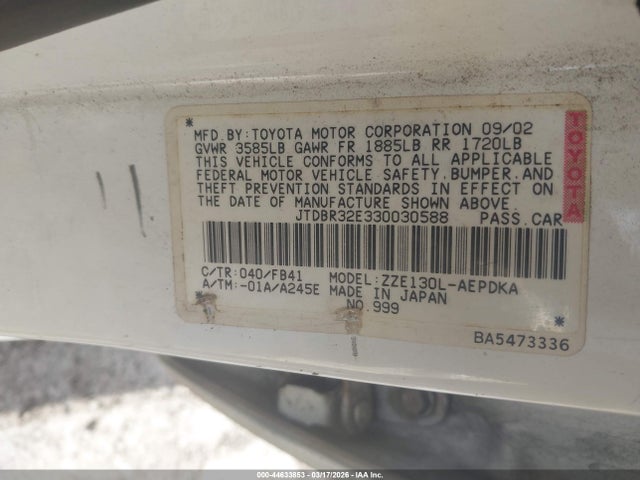 * MFD.BY:TOYOTA MOTOR CORPORATION 09/02
GVWR 3585LB GAWR FR 1885LB RR 1720LB
THIS VEHICLE CONFORMS TO ALL APPLICABLE
FEDERAL MOTOR VEHICLE SAFETY, BUMPER, AND
THEFT PREVENTION STANDARDS IN EFFECT ON
THE DATE OF MANUFACTURE SHOWN ABOVE.
JTDBR32E330030588 PASS.CAR
TOYOTA
C/TR:040/FB41 MODEL:ZZE130L-AEPDKA
A/TM:-01A/A245E MADE IN JAPAN
NO.999
*
*
BA5473336
000-44633853 - 03/17/2026 - IAAI.COM